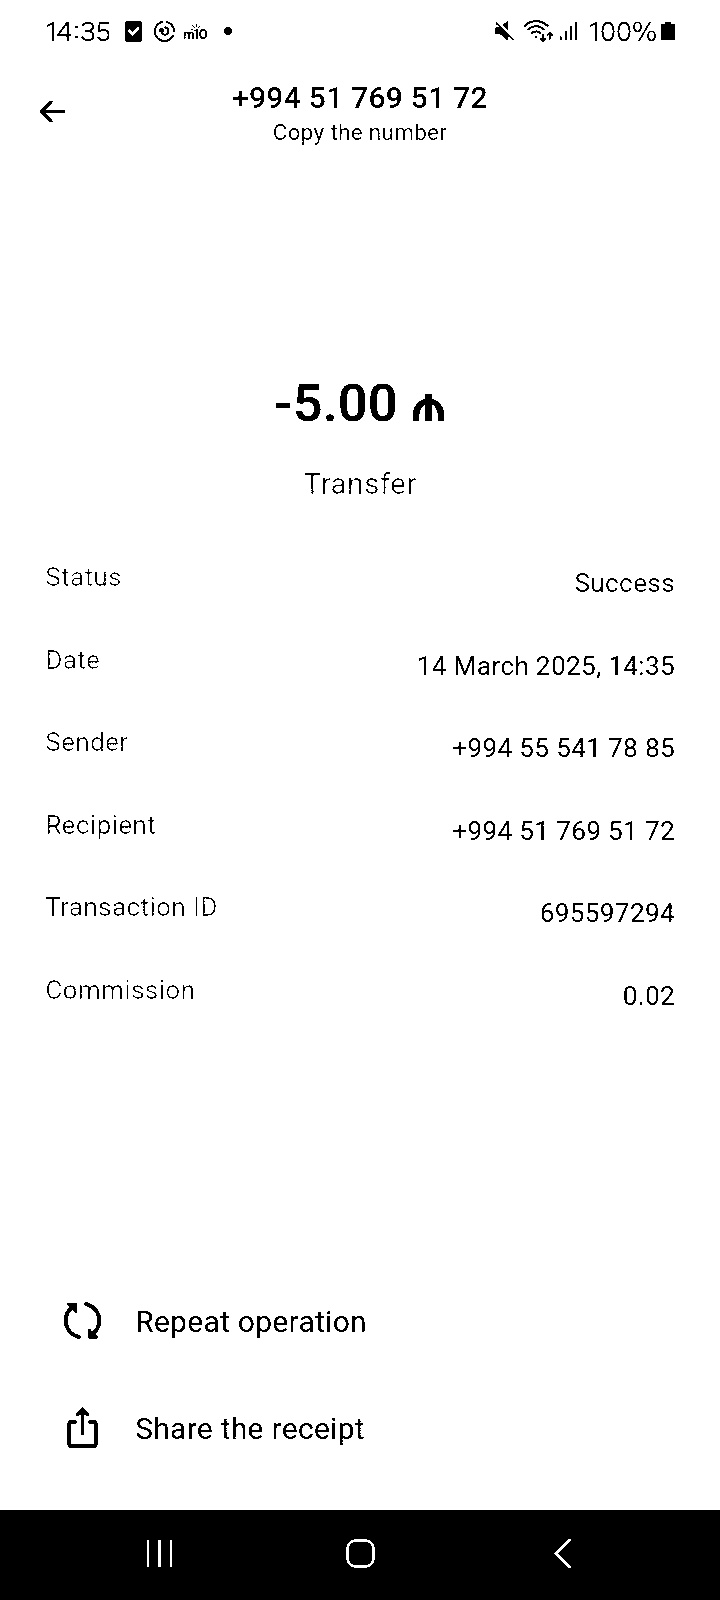 14:35 mio 100%
+994 51 769 51 72
Copy the number
-5.00 ₼
Transfer
Status Success
Date 14 March 2025, 14:35
Sender +994 55 541 78 85
Recipient +994 51 769 51 72
Transaction ID 695597294
Commission 0.02
Repeat operation
Share the receipt